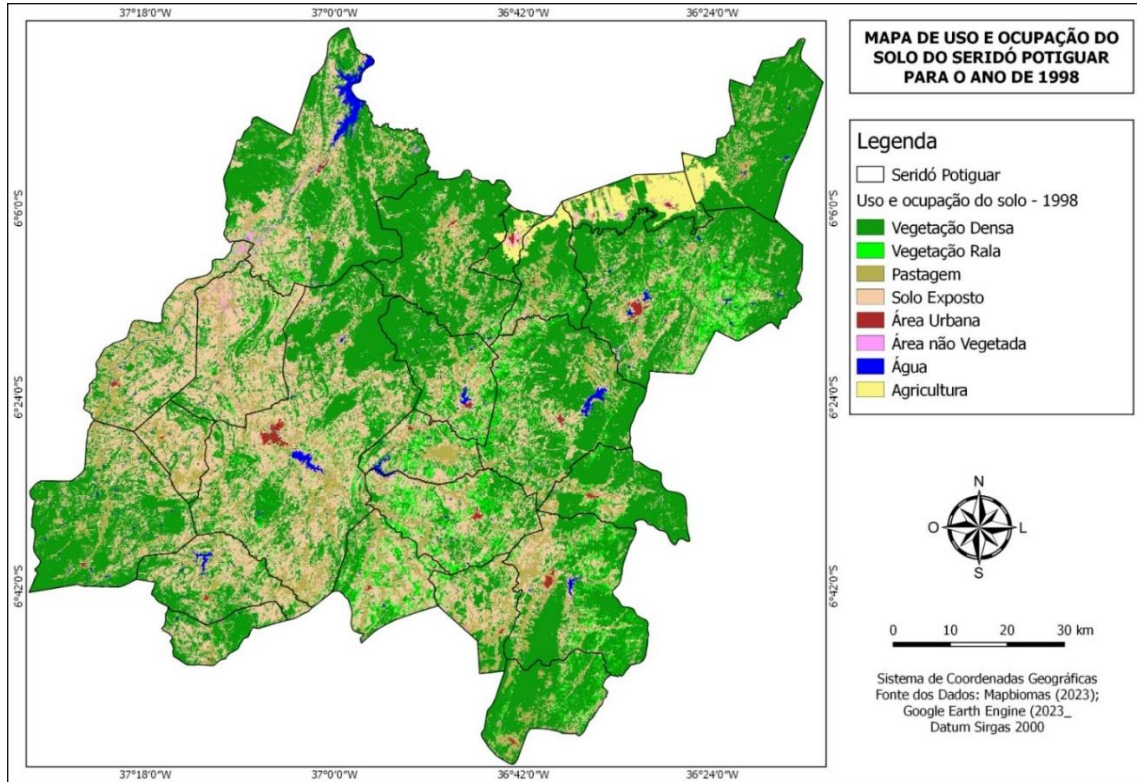 37°18'0"W 37°0'0"W 36°42'0"W 36°24'0"W
MAPA DE USO E OCUPAÇÃO DO
SOLO DO SERIDÓ POTIGUAR
PARA O ANO DE 1998
Legenda
Seridó Potiguar
Uso e ocupação do solo - 1998
Vegetação Densa
Vegetação Rala
Pastagem
Solo Exposto
Área Urbana
Área não Vegetada
Água
Agricultura
6°6'0"S
6°24'0"S
6°42'0"S
6°6'0"S
6°24'0"S
6°42'0"S
N
O L
S
0 10 20 30 km
Sistema de Coordenadas Geográficas
Fonte dos Dados: Mapbiomas (2023);
Google Earth Engine (2023_
Datum Sirgas 2000
37°18'0"W 37°0'0"W 36°42'0"W 36°24'0"W